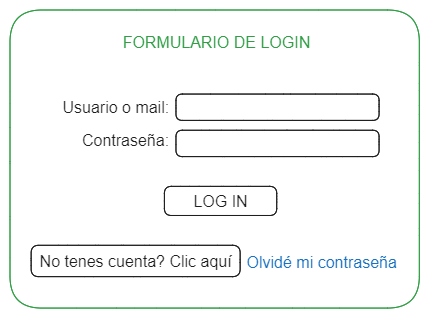 FORMULARIO DE LOGIN
Usuario o mail:
Contraseña:
LOG IN
No tenes cuenta? Clic aquí Olvidé mi contraseña